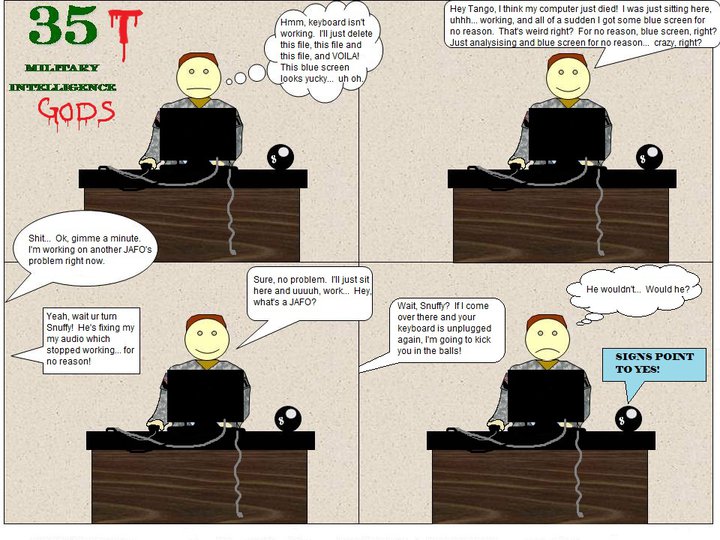 35T
MILITARY
INTELLIGENCE
GODS
Hmm, keyboard isn't
working. I'll just delete
this file, this file and
this file, and VOILA!
This blue screen
looks yucky... uh oh.
8
Hey Tango, I think my computer just died! I was just sitting here,
uhhh... working, and all of a sudden I got some blue screen for
no reason. That's weird right? For no reason, blue screen, right?
Just analysising and blue screen for no reason... crazy, right?
8
Shit... Ok, gimme a minute.
I'm working on another JAFO's
problem right now.
Yeah, wait ur turn
Snuffy! He's fixing my
my audio which
stopped working... for
no reason!
Sure, no problem. I'll just sit
here and uuuuh, work... Hey,
what's a JAFO?
8
Wait, Snuffy? If I come
over there and your
keyboard is unplugged
again, I'm going to kick
you in the balls!
He wouldn't... Would he?
SIGNS POINT
TO YES!
8